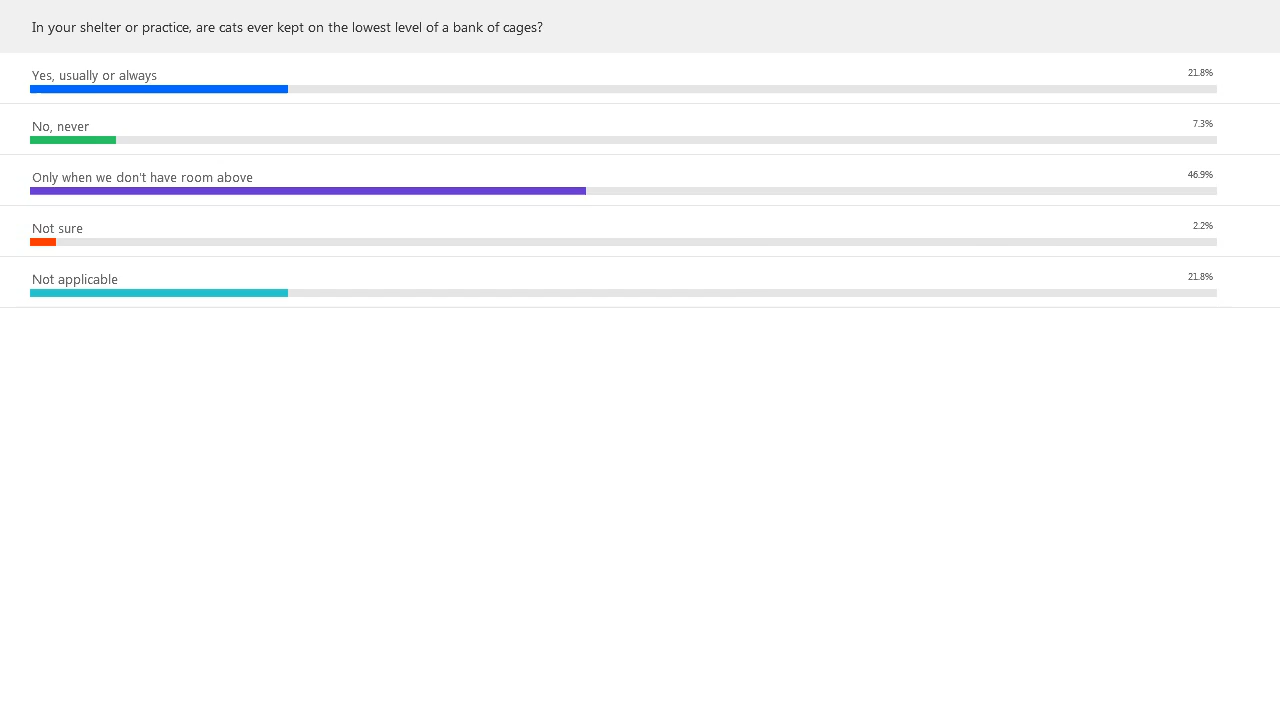 In your shelter or practice, are cats ever kept on the lowest level of a bank of cages?
Yes, usually or always
21.8%
No, never
7.3%
Only when we don't have room above
46.9%
Not sure
2.2%
Not applicable
21.8%